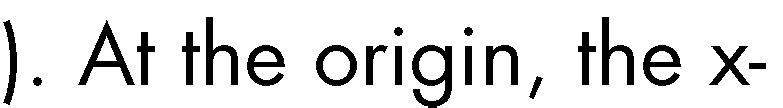 ). At the origin, the x-